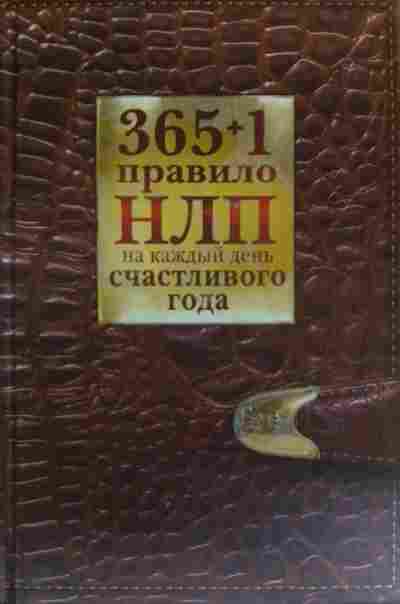 365+1
правило
НЛП
на каждый день
счастливого
года